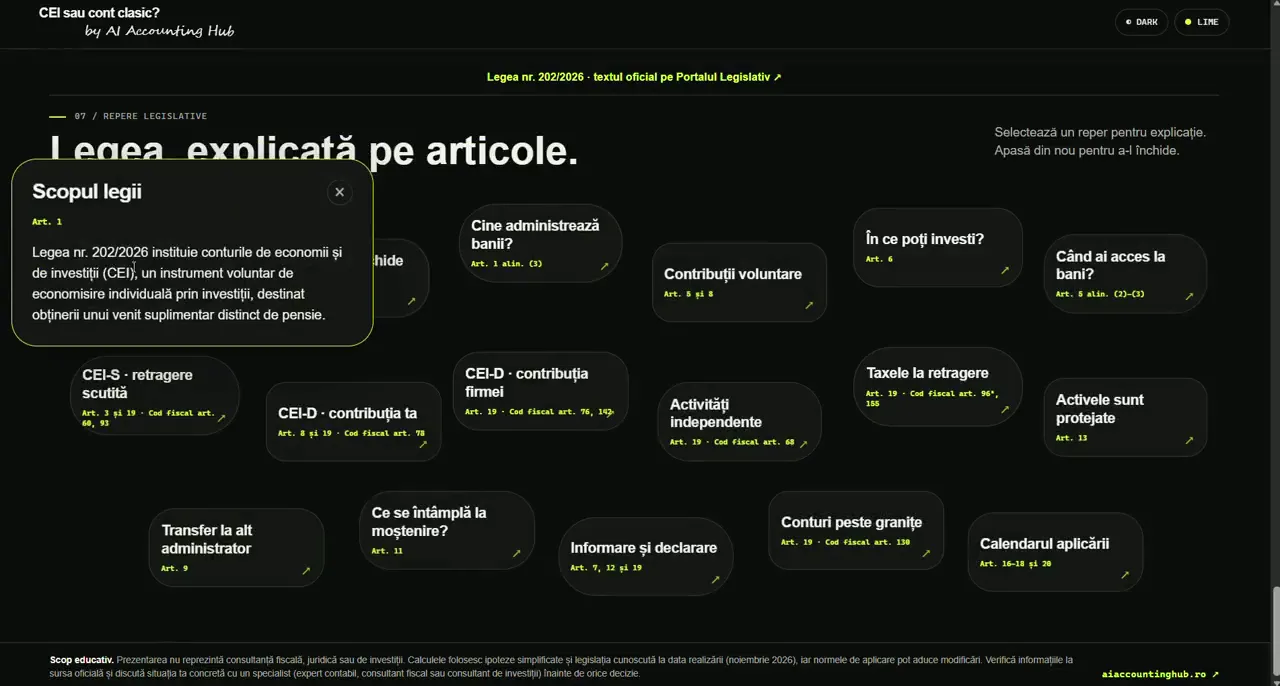 CEI sau cont clasic?
by AI Accounting Hub
DARK
LIME
Legea nr. 202/2026 · textul oficial pe Portalul Legislativ ↗
07 / REPERE LEGISLATIVE
Legea, explicată pe articole.
Selectează un reper pentru explicație.
Apasă din nou pentru a-l închide.
Scopul legii
Art. 1
Legea nr. 202/2026 instituie conturile de economii și
de investiții (CEI), un instrument voluntar de
economisire individuală prin investiții, destinat
obținerii unui venit suplimentar distinct de pensie.
Cine administrează
banii?
Art. 1 alin. (3)
Contribuții voluntare
Art. 5 și 8
În ce poți investi?
Art. 6
Când ai acces la
bani?
Art. 5 alin. (2)–(3)
CEI-S · retragere
scutită
Art. 3 și 19 · Cod fiscal art.
60, 93
CEI-D · contribuția ta
Art. 8 și 19 · Cod fiscal art. 78
CEI-D · contribuția
firmei
Art. 19 · Cod fiscal art. 76, 142
Activități
independente
Art. 19 · Cod fiscal art. 68
Taxele la retragere
Art. 19 · Cod fiscal art. 96⁴,
155
Activele sunt
protejate
Art. 13
Transfer la alt
administrator
Art. 9
Ce se întâmplă la
moștenire?
Art. 11
Informare și declarare
Art. 7, 12 și 19
Conturi peste granițe
Art. 19 · Cod fiscal art. 130
Calendarul aplicării
Art. 16–18 și 20
Scop educativ. Prezentarea nu reprezintă consultanță fiscală, juridică sau de investiții. Calculele folosesc ipoteze simplificate și legislația cunoscută la data realizării (noiembrie 2026), iar normele de aplicare pot aduce modificări. Verifică informațiile la
sursa oficială și discută situația ta concretă cu un specialist (expert contabil, consultant fiscal sau consultant de investiții) înainte de orice decizie.
aiaccountinghub.ro ↗